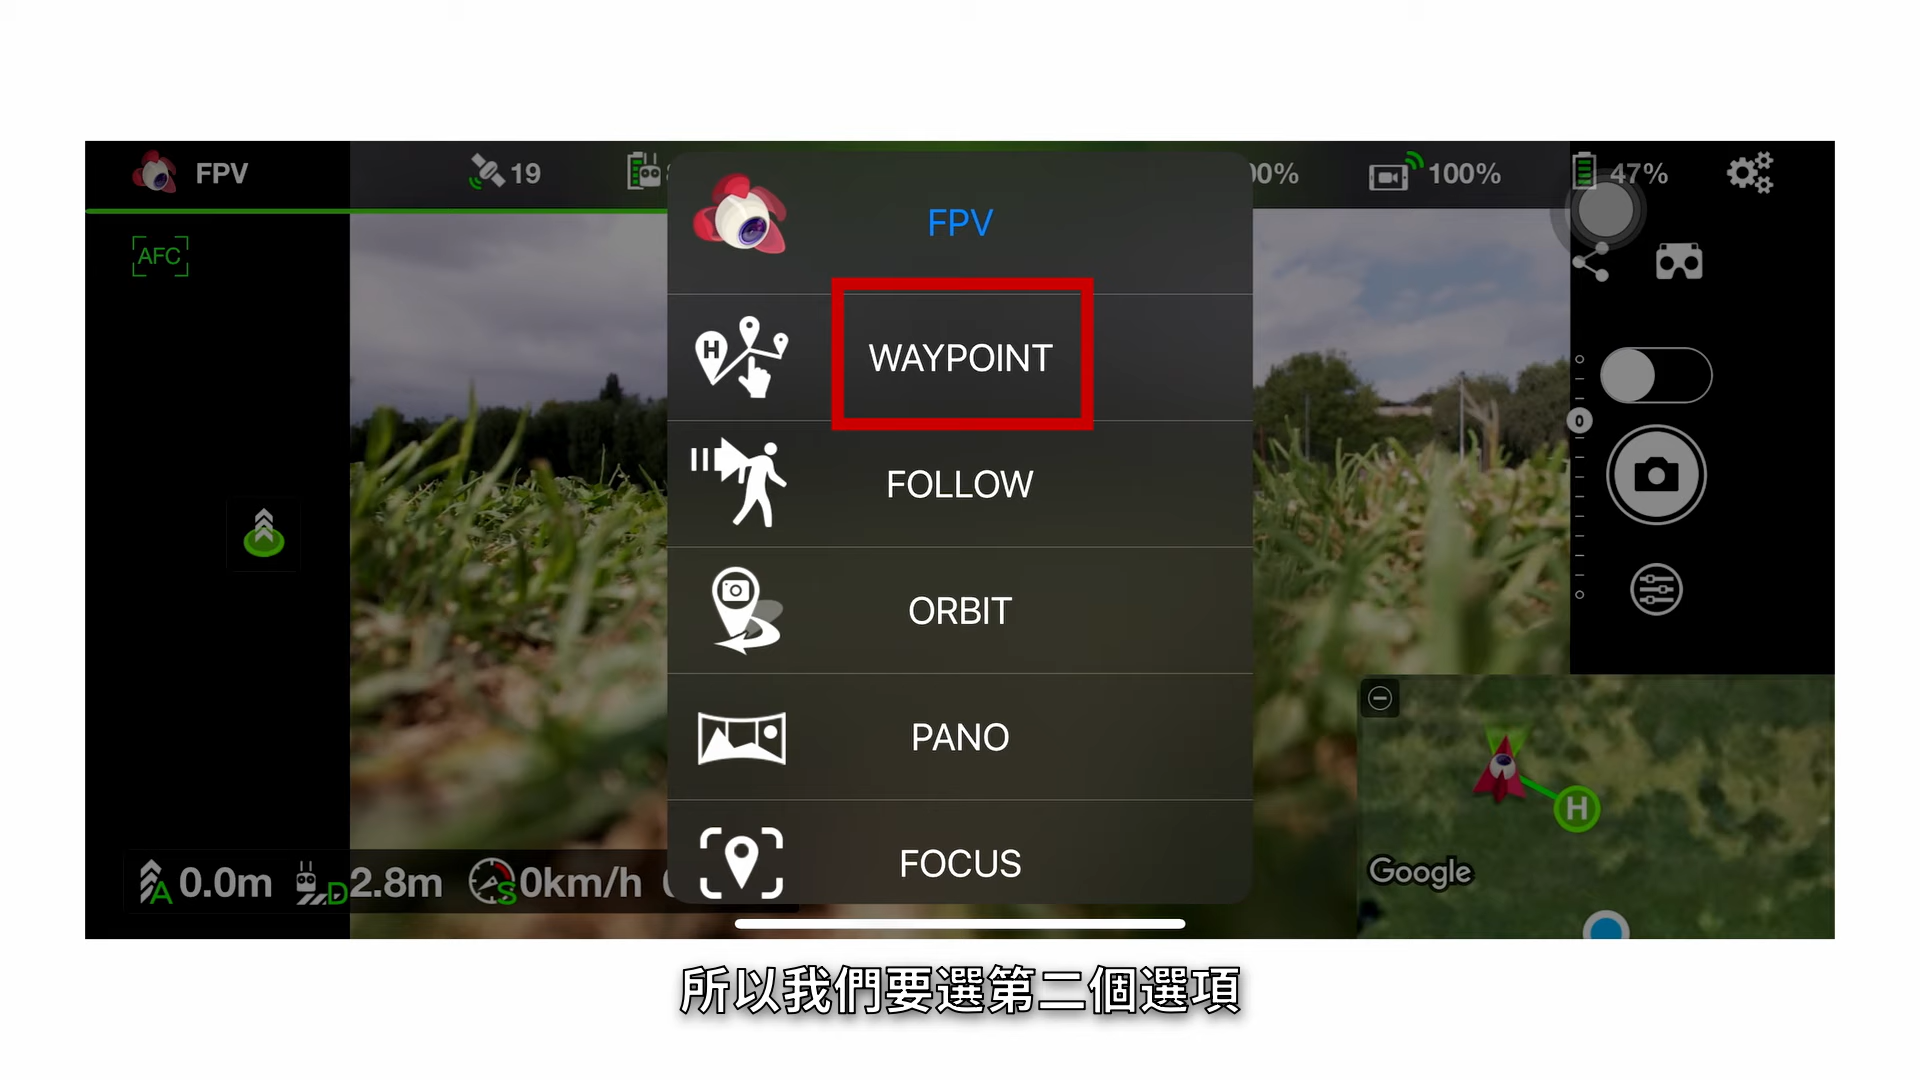 FPV
19
00%
100%
47%
AFC
FPV
WAYPOINT
FOLLOW
ORBIT
PANO
FOCUS
H
0
A 0.0m
D 2.8m
S 0km/h
H
Google
所以我們要選第二個選項